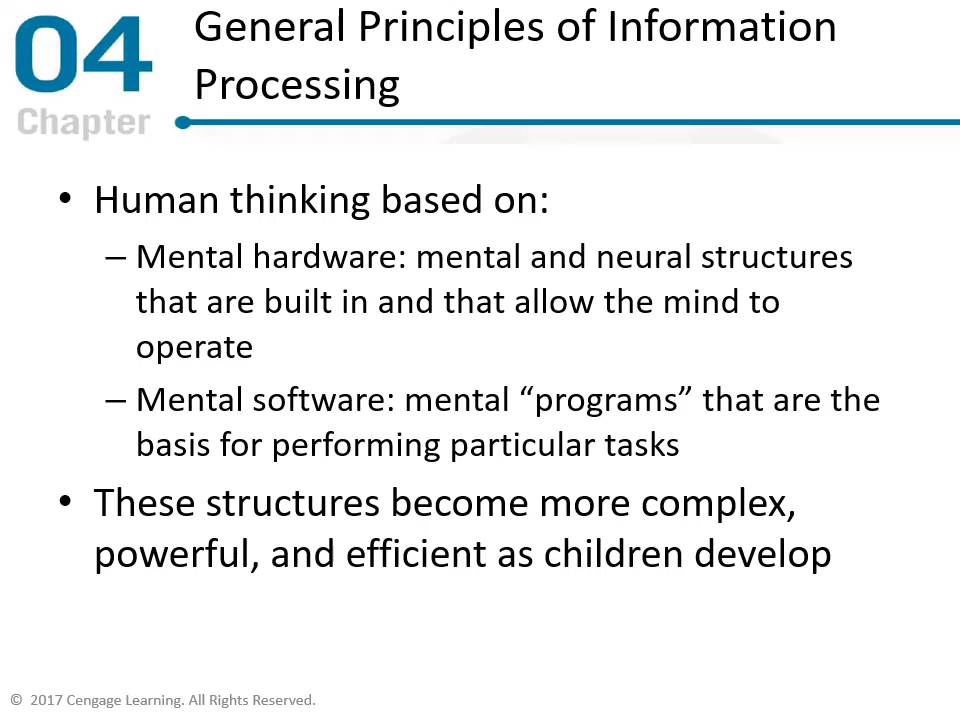 04
Chapter
General Principles of Information
Processing
• Human thinking based on:
– Mental hardware: mental and neural structures
that are built in and that allow the mind to
operate
– Mental software: mental “programs” that are the
basis for performing particular tasks
• These structures become more complex,
powerful, and efficient as children develop
© 2017 Cengage Learning. All Rights Reserved.